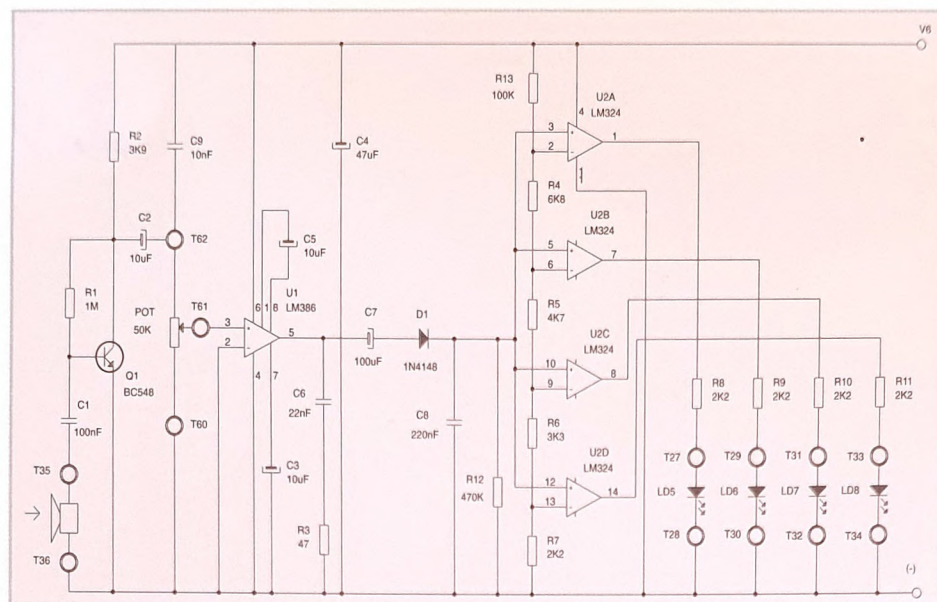 V6
R13
100K
U2A
LM324
4
3
2
1
R2
3K9
C9
10nF
C4
47uF
R4
6K8
C2
10uF
T62
C5
10uF
U2B
LM324
5
6
7
R1
1M
POT
50K
T61
6 1 8
U1
LM386
3
2
5
4
7
C7
100uF
D1
1N4148
R5
4K7
U2C
LM324
10
9
8
Q1
BC548
C1
100nF
T60
C6
22nF
C8
220nF
R6
3K3
R8
2K2
R9
2K2
R10
2K2
R11
2K2
T35
T36
C3
10uF
R3
47
R12
470K
U2D
LM324
12
13
14
R7
2K2
T27
T29
T31
T33
LD5
LD6
LD7
LD8
T28
T30
T32
T34
(-)